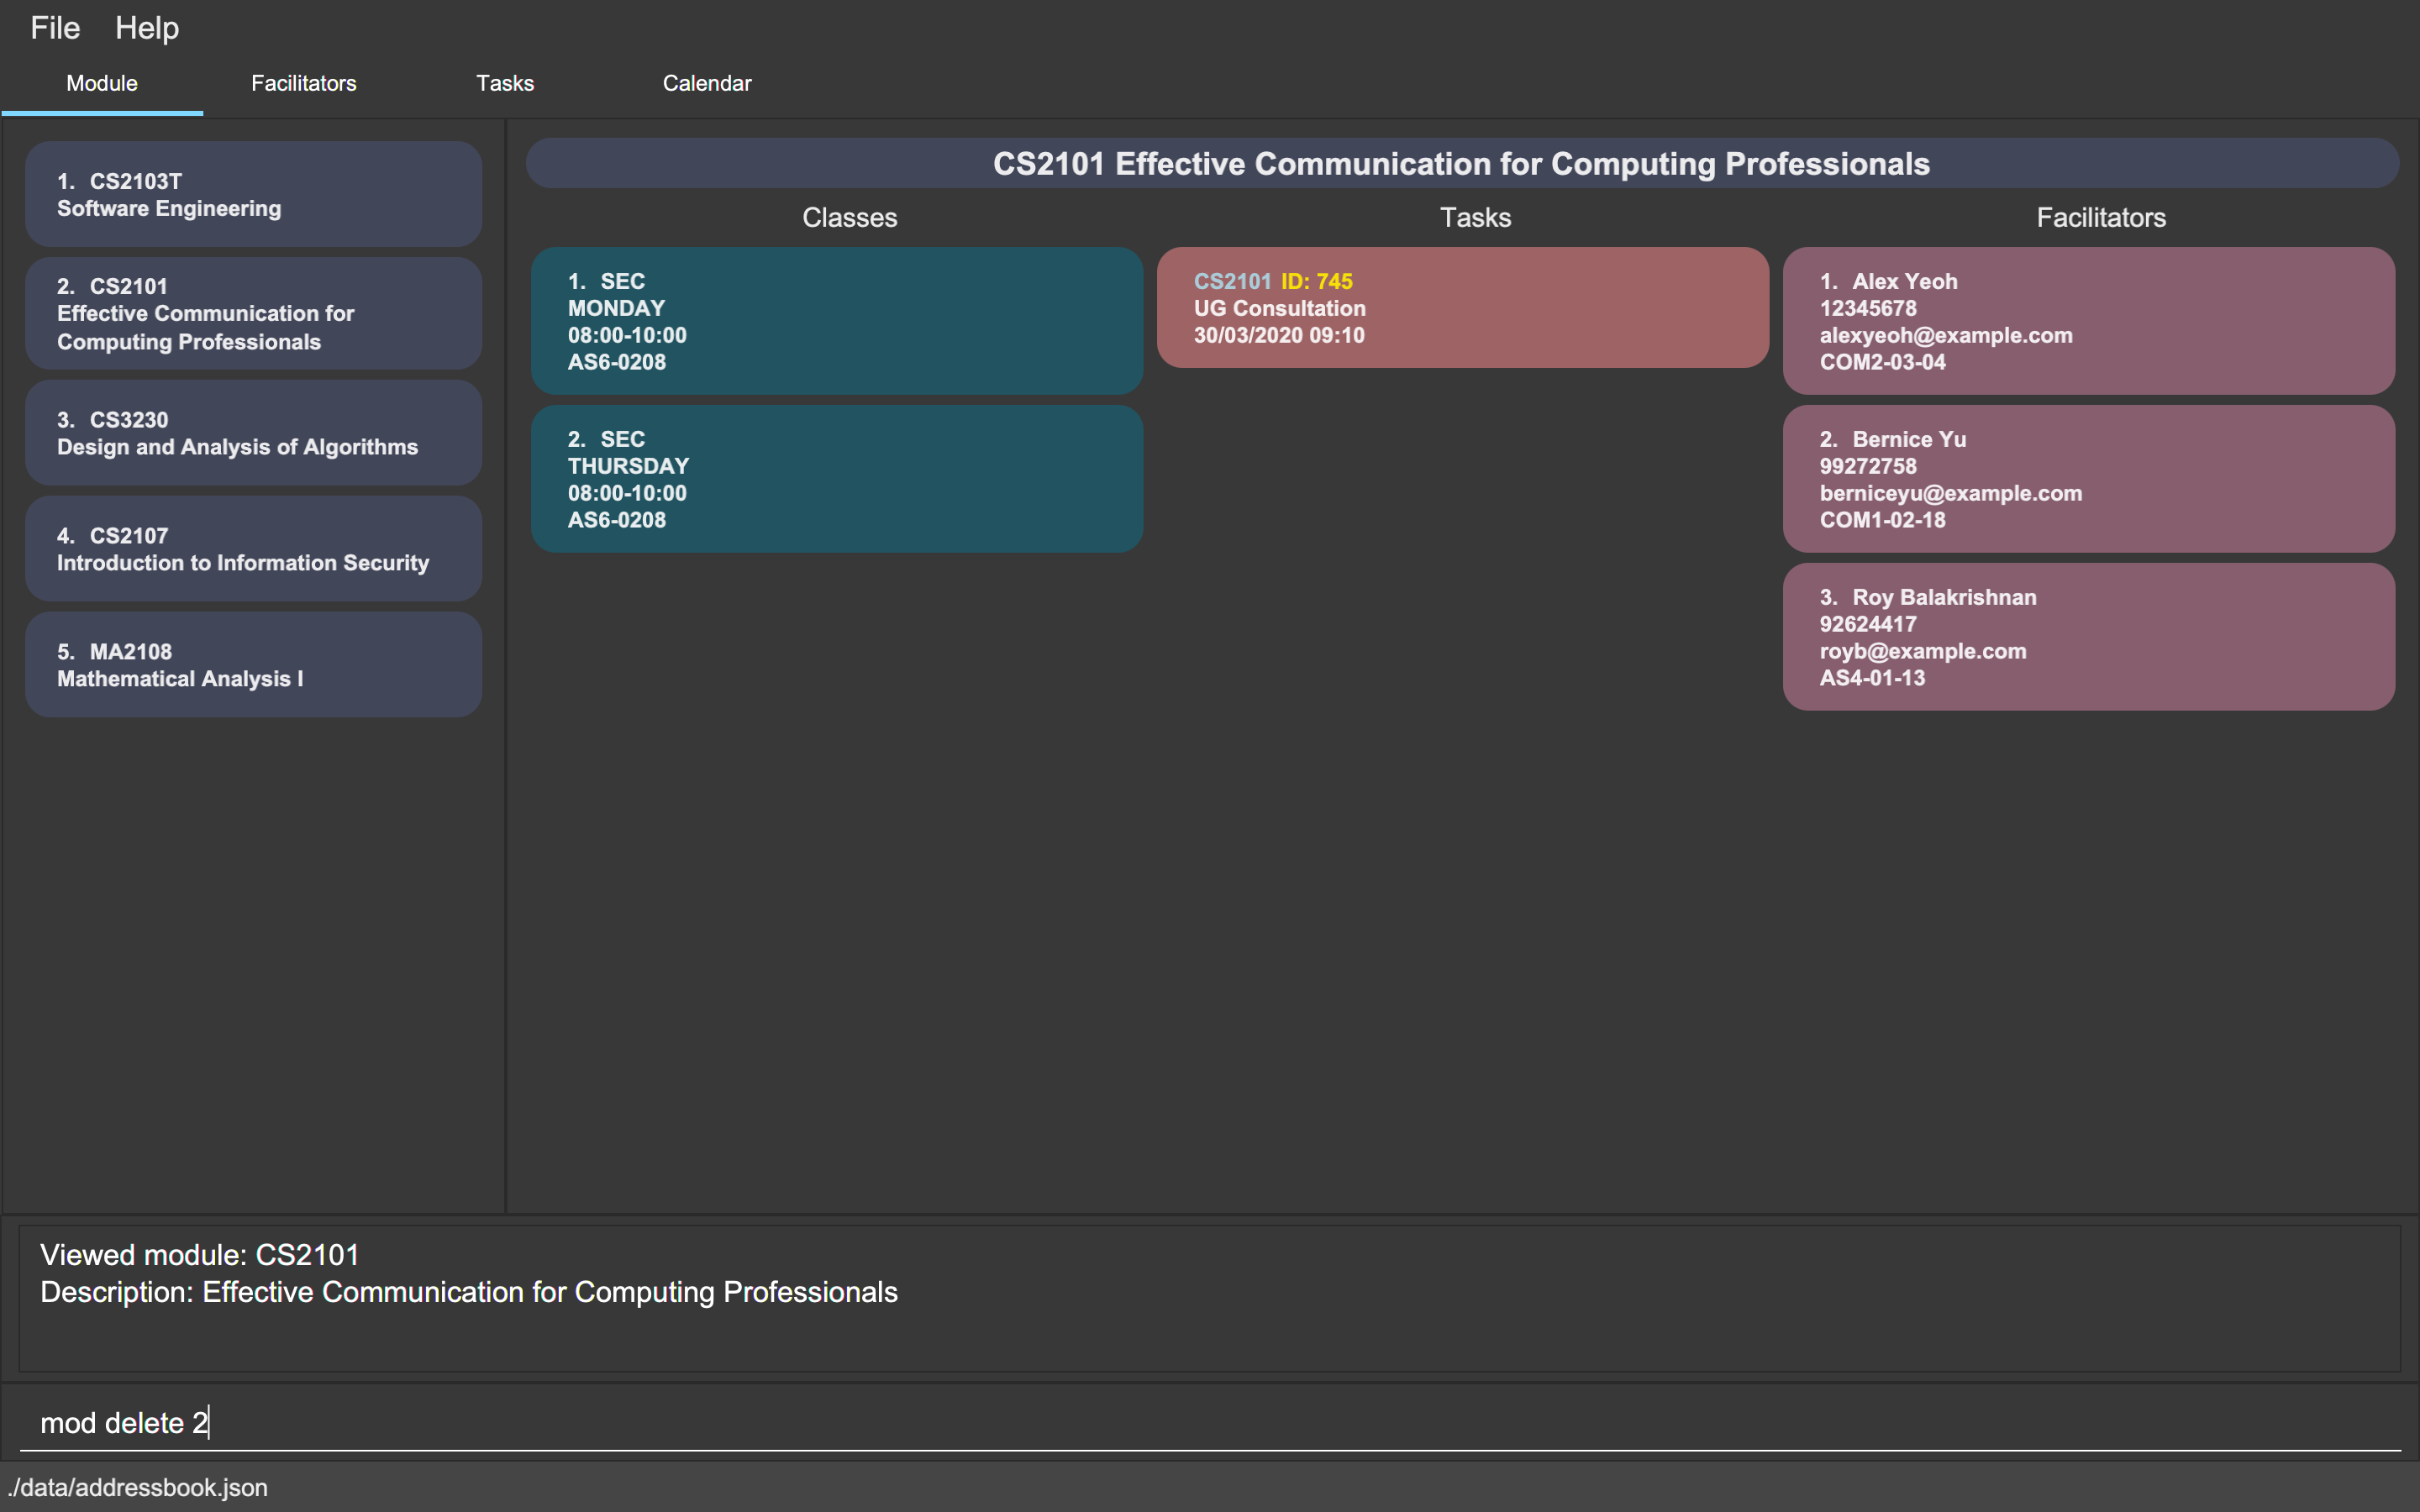 File Help
Module Facilitators Tasks Calendar
1. CS2103T
Software Engineering
2. CS2101
Effective Communication for
Computing Professionals
3. CS3230
Design and Analysis of Algorithms
4. CS2107
Introduction to Information Security
5. MA2108
Mathematical Analysis I
CS2101 Effective Communication for Computing Professionals
Classes
1. SEC
MONDAY
08:00-10:00
AS6-0208
2. SEC
THURSDAY
08:00-10:00
AS6-0208
Tasks
CS2101 ID: 745
UG Consultation
30/03/2020 09:10
Facilitators
1. Alex Yeoh
12345678
alexyeoh@example.com
COM2-03-04
2. Bernice Yu
99272758
berniceyu@example.com
COM1-02-18
3. Roy Balakrishnan
92624417
royb@example.com
AS4-01-13
Viewed module: CS2101
Description: Effective Communication for Computing Professionals
mod delete 2
./data/addressbook.json